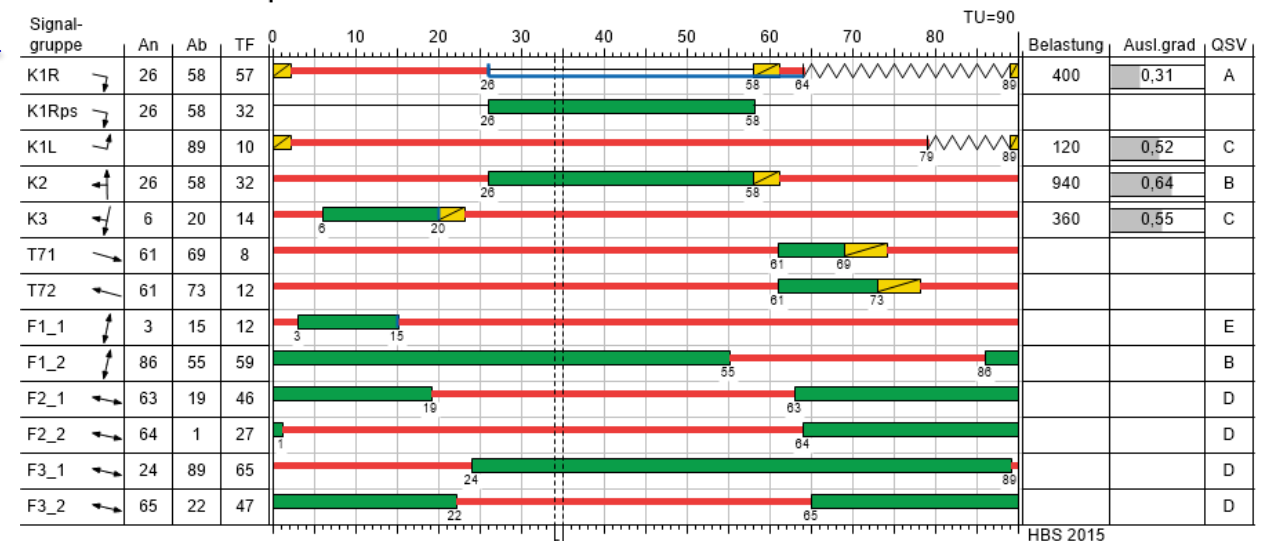 TU=90
Signal-
gruppe An Ab TF 0 10 20 30 40 50 60 70 80 Belastung Ausl.grad QSV
K1R 26 58 57 26 58 64 89 400 0,31 A
K1Rps 26 58 32 26 58
K1L 89 10 79 89 120 0,52 C
K2 26 58 32 26 58 940 0,64 B
K3 6 20 14 6 20 360 0,55 C
T71 61 69 8 61 69
T72 61 73 12 61 73
F1_1 3 15 12 3 15 E
F1_2 86 55 59 55 86 B
F2_1 63 19 46 19 63 D
F2_2 64 1 27 1 64 D
F3_1 24 89 65 24 89 D
F3_2 65 22 47 22 65 D
HBS 2015